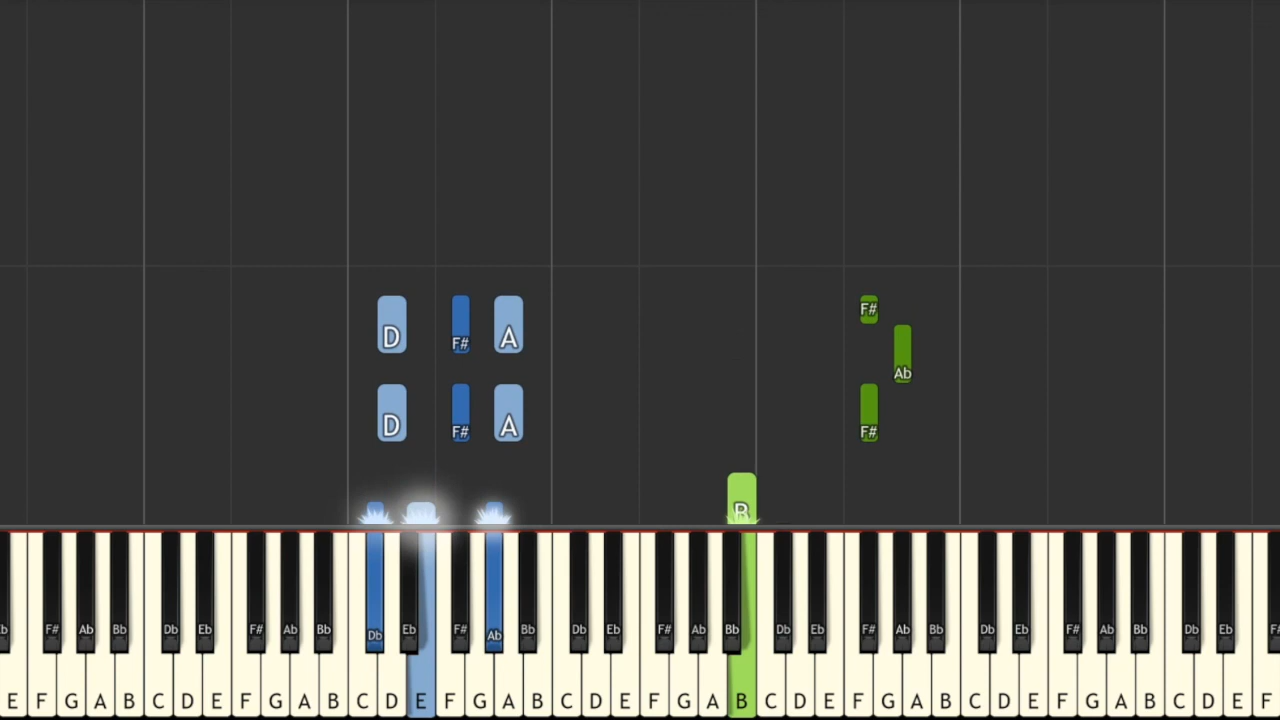 F#
D F# A
Ab
D F# A F#
B
Eb F# Ab Bb Db Eb F# Ab Bb Db Eb F# Ab Bb Db Eb F# Ab Bb Db Eb F# Ab Bb Db Eb F# Ab Bb Db Eb F#
E F G A B C D E F G A B C D E F G A B C D E F G A B C D E F G A B C D E F G A B C D E F